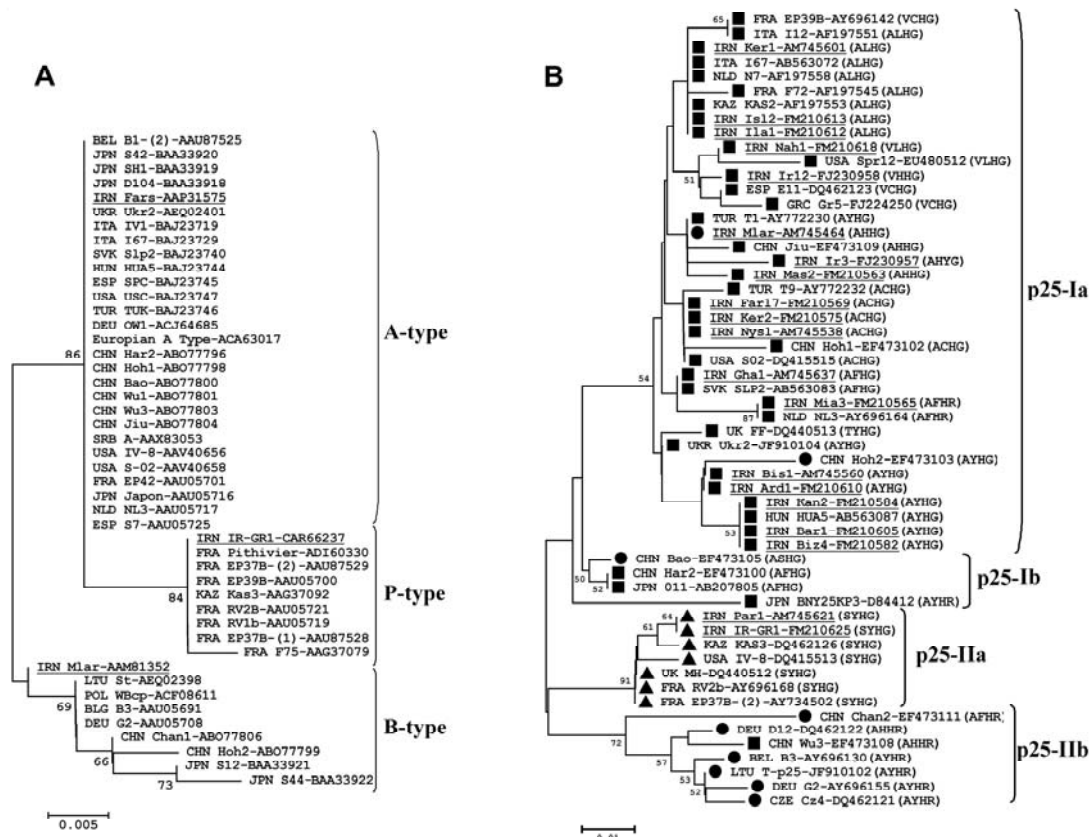 A
BEL B1-(2)-AAU87525
JPN S42-BAA33920
JPN SH1-BAA33919
JPN D104-BAA33918
IRN Fars-AAP31575
UKR Ukr2-AEQ02401
ITA IV1-BAJ23719
ITA I67-BAJ23729
SVK Slp2-BAJ23740
HUN HUA5-BAJ23744
ESP SPC-BAJ23745
USA USC-BAJ23747
TUR TUK-BAJ23746
DEU OW1-ACJ64685
Europian A Type-ACA63017
86
CHN Har2-ABO77796
CHN Hoh1-ABO77798
CHN Bao-ABO77800
CHN Wu1-ABO77801
CHN Wu3-ABO77803
CHN Jiu-ABO77804
SRB A-AAX83053
USA IV-8-AAV40656
USA S-02-AAV40658
FRA EP42-AAU05701
JPN Japon-AAU05716
NLD NL3-AAU05717
ESP S7-AAU05725
A-type
IRN IR-GR1-CAR66237
FRA Pithivier-ADI60330
FRA EP37B-(2)-AAU87529
FRA EP39B-AAU05700
84
KAZ Kas3-AAG37092
FRA RV2B-AAU05721
FRA RV1b-AAU05719
FRA EP37B-(1)-AAU87528
FRA F75-AAG37079
P-type
IRN Mlar-AAM81352
LTU St-AEQ02398
POL WBcp-ACF08611
69
BLG B3-AAU05691
DEU G2-AAU05708
CHN Chan1-ABO77806
66
CHN Hoh2-ABO77799
JPN S12-BAA33921
73
JPN S44-BAA33922
B-type
0.005
B
65
FRA EP39B-AY696142 (VCHG)
ITA I12-AF197551 (ALHG)
IRN Ker1-AM745601 (ALHG)
ITA I67-AB563072 (ALHG)
NLD N7-AF197558 (ALHG)
FRA F72-AF197545 (ALHG)
KAZ KAS2-AF197553 (ALHG)
IRN Isl2-FM210613 (ALHG)
IRN Ila1-FM210612 (ALHG)
IRN Nah1-FM210618 (VLHG)
USA Spr12-EU480512 (VLHG)
51
IRN Ir12-FJ230958 (VHHG)
ESP E11-DQ462123 (VCHG)
GRC Gr5-FJ224250 (VCHG)
TUR T1-AY772230 (AYHG)
IRN Mlar-AM745464 (AHHG)
CHN Jiu-EF473109 (AHHG)
IRN Ir3-FJ230957 (AHYG)
IRN Mas2-FM210563 (AHHG)
TUR T9-AY772232 (AYHG)
IRN Far17-FM210569 (ACHG)
IRN Ker2-FM210575 (ACHG)
IRN Nys1-AM745538 (ACHG)
CHN Hoh1-EF473102 (ACHG)
USA S02-DQ415515 (ACHG)
54
IRN Gha1-AM745637 (AFHG)
SVK SLP2-AB563083 (AFHG)
IRN Mia3-FM210565 (AFHR)
87
NLD NL3-AY696164 (AFHR)
UK FF-DQ440513 (TYHG)
UKR Ukr2-JF910104 (AYHG)
CHN Hoh2-EF473103 (AYHG)
IRN Bis1-AM745560 (AYHG)
IRN Ard1-FM210610 (AYHG)
IRN Kan2-FM210584 (AYHG)
HUN HUA5-AB563087 (AYHG)
53
IRN Bar1-FM210605 (AYHG)
IRN Biz4-FM210582 (AYHG)
p25-Ia
CHN Bao-EF473105 (ASHG)
50
CHN Har2-EF473100 (AFHG)
52
JPN 011-AB207805 (AFHG)
JPN BNY25KP3-D84412 (AYHR)
p25-Ib
64
IRN Par1-AM745621 (SYHG)
61
IRN IR-GR1-FM210625 (SYHG)
KAZ KAS3-DQ462126 (SYHG)
USA IV-8-DQ415513 (SYHG)
91
UK MH-DQ440512 (SYHG)
FRA RV2b-AY696168 (SYHG)
FRA EP37B-(2)-AY734502 (SYHG)
p25-IIa
CHN Chan2-EF473111 (AFHR)
DEU D12-DQ462122 (AHHR)
72
CHN Wu3-EF473108 (AHHR)
57
BEL B3-AY696130 (AYHR)
53
LTU T-p25-JF910102 (AYHR)
52
DEU G2-AY696155 (AYHR)
CZE Cz4-DQ462121 (AYHR)
p25-IIb